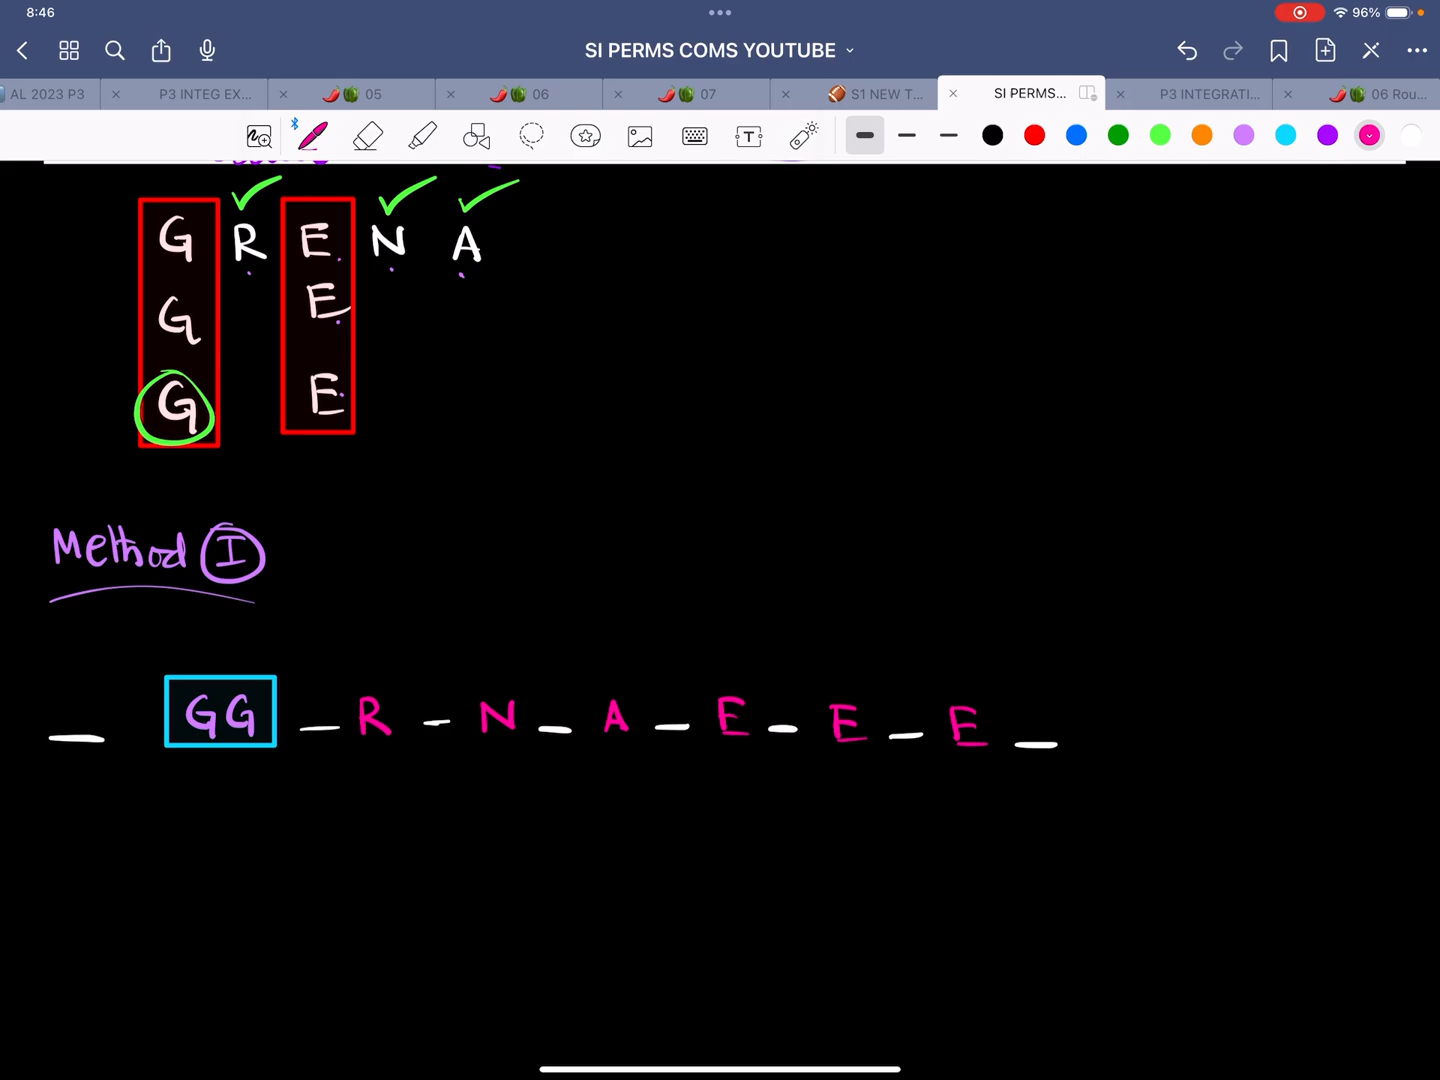 8:46
96%
SI PERMS COMS YOUTUBE
AL 2023 P3
P3 INTEG EX...
05
06
07
S1 NEW T...
SI PERMS...
P3 INTEGRATI...
06 Rou...
T
G R E N A
G E
G E
Method I
GG _ R - N _ A _ E - E _ E _